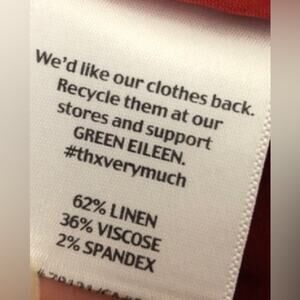 We'd like our clothes back.
Recycle them at our
stores and support
GREEN EILEEN.
#thxverymuch
62% LINEN
36% VISCOSE
2% SPANDEX